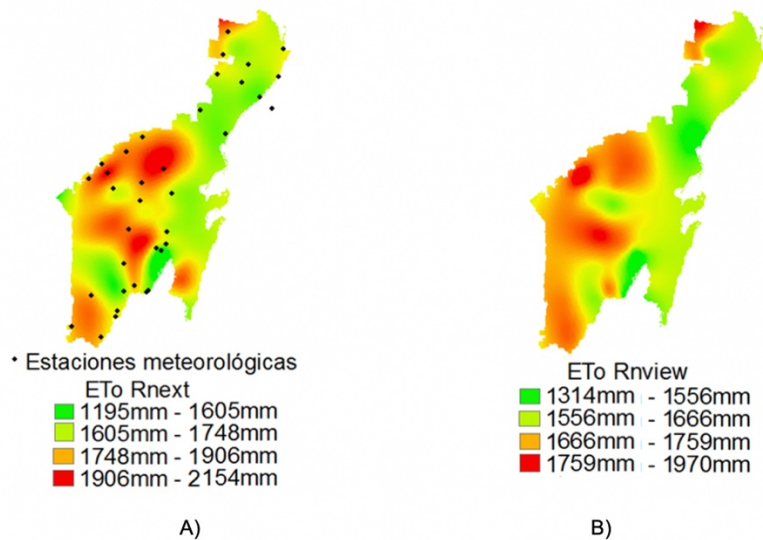 Estaciones meteorológicas
ETo Rnext
1195mm - 1605mm
1605mm - 1748mm
1748mm - 1906mm
1906mm - 2154mm
A)
ETo Rnview
1314mm - 1556mm
1556mm - 1666mm
1666mm - 1759mm
1759mm - 1970mm
B)